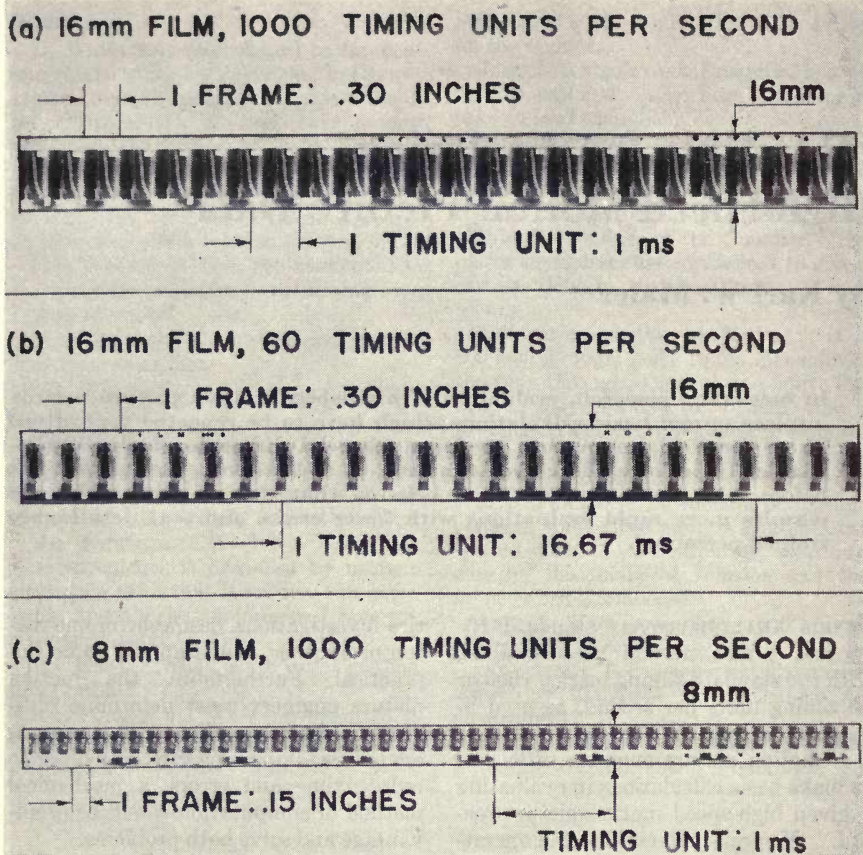 (a) 16mm FILM, 1000 TIMING UNITS PER SECOND
1 FRAME: .30 INCHES
16mm
1 TIMING UNIT: 1 ms
(b) 16mm FILM, 60 TIMING UNITS PER SECOND
1 FRAME: .30 INCHES
16mm
1 TIMING UNIT: 16.67 ms
(c) 8mm FILM, 1000 TIMING UNITS PER SECOND
8mm
1 FRAME: .15 INCHES
TIMING UNIT: 1 ms